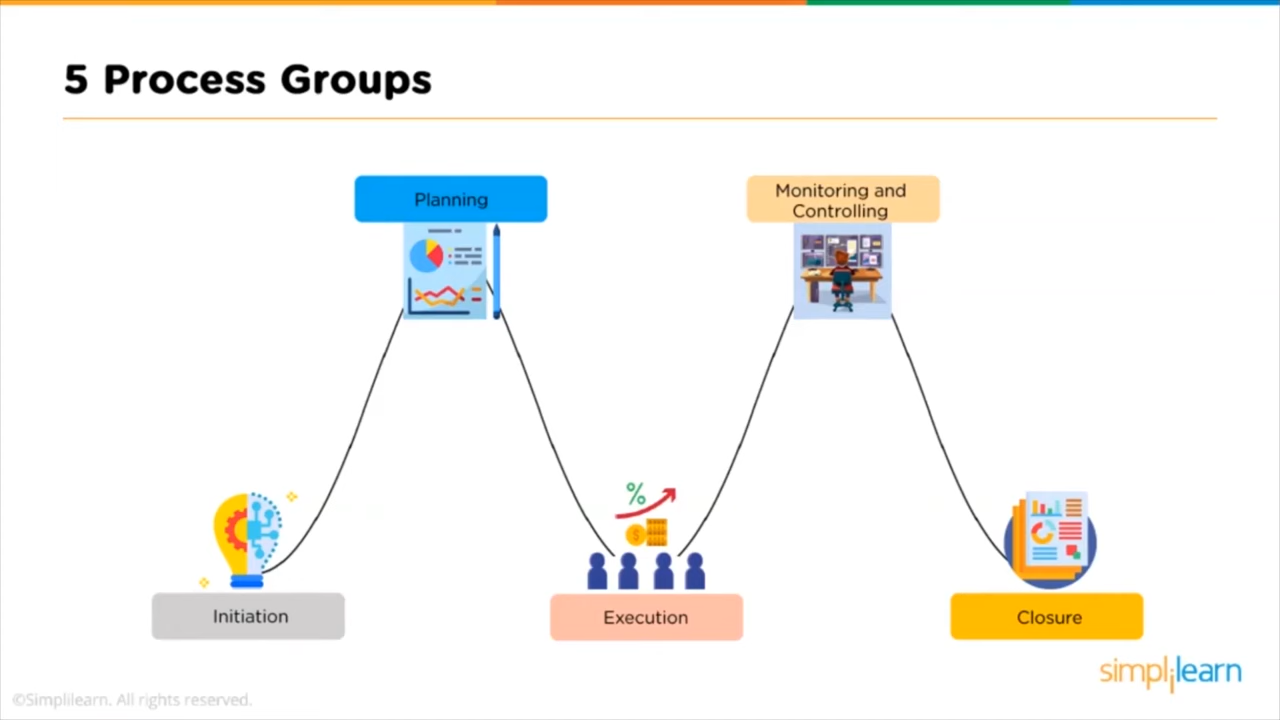 5 Process Groups
Planning
Monitoring and
Controlling
%
$
Initiation
Execution
Closure
simplilearn
©Simplilearn. All rights reserved.